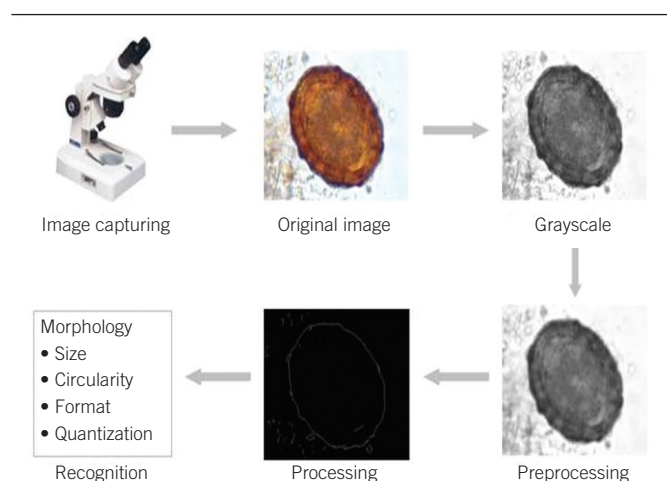 Image capturing
Original image
Grayscale
Morphology
• Size
• Circularity
• Format
• Quantization
Recognition
Processing
Preprocessing